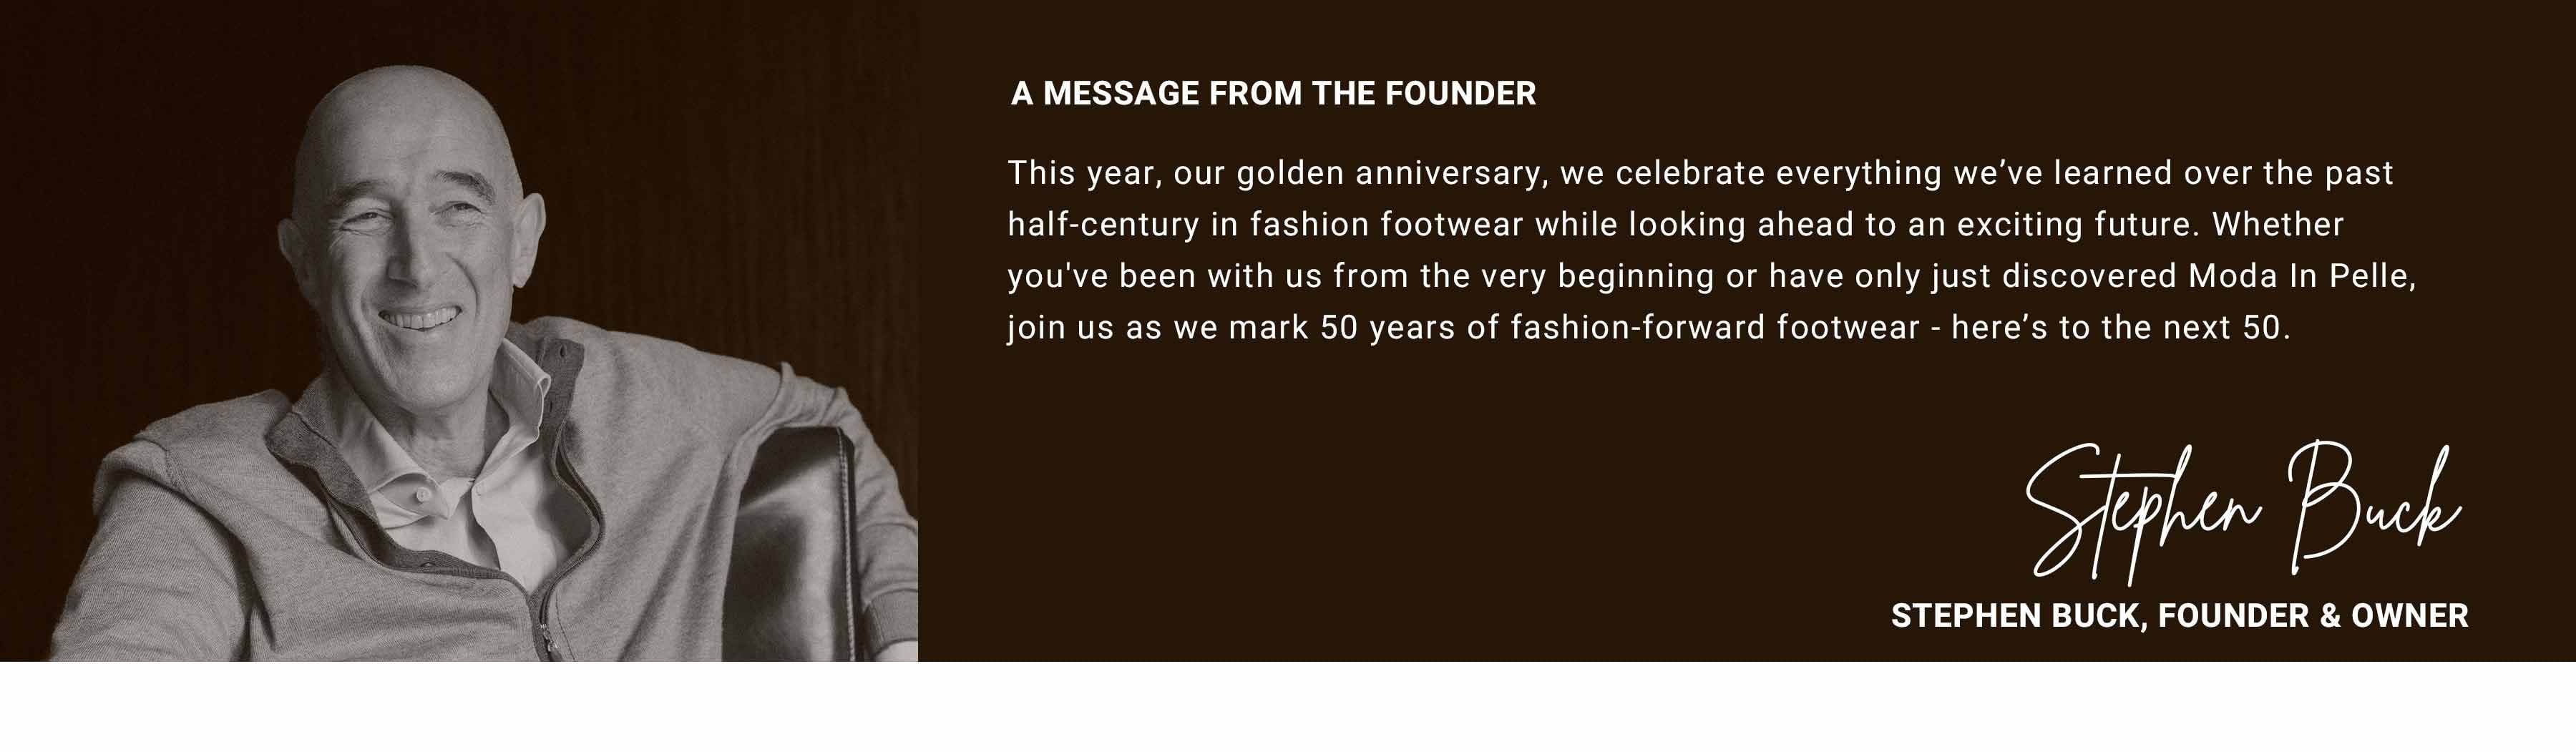 A MESSAGE FROM THE FOUNDER
This year, our golden anniversary, we celebrate everything we’ve learned over the past
half-century in fashion footwear while looking ahead to an exciting future. Whether
you've been with us from the very beginning or have only just discovered Moda In Pelle,
join us as we mark 50 years of fashion-forward footwear - here’s to the next 50.
Stephen Buck
STEPHEN BUCK, FOUNDER & OWNER